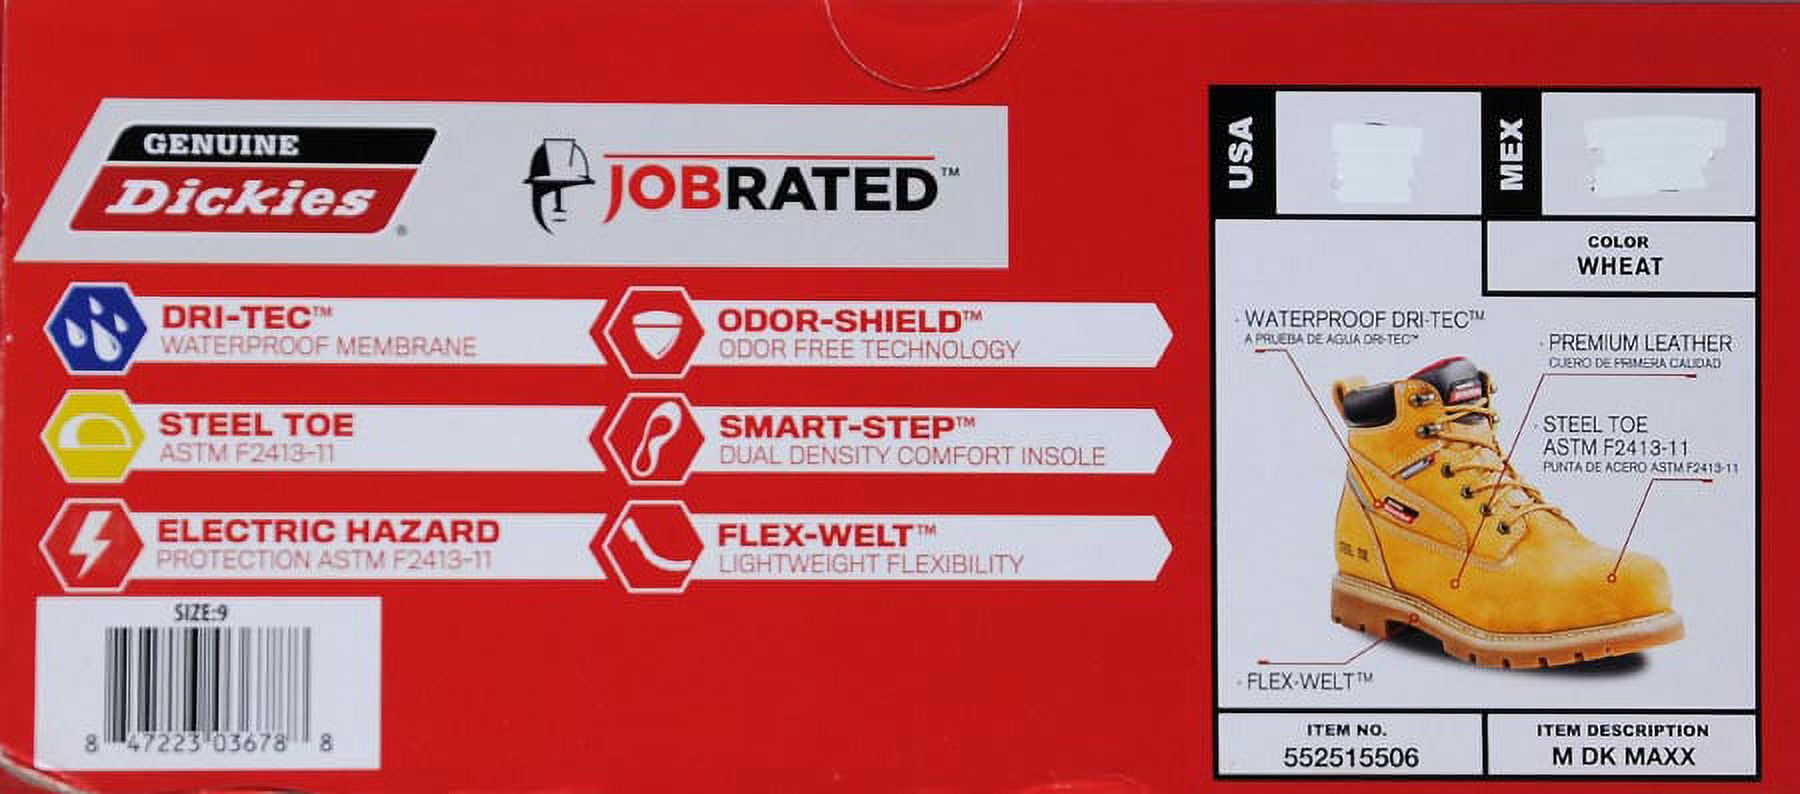 GENUINE
Dickies ®
JOBRATED™
DRI-TEC™
WATERPROOF MEMBRANE
STEEL TOE
ASTM F2413-11
ELECTRIC HAZARD
PROTECTION ASTM F2413-11
ODOR-SHIELD™
ODOR FREE TECHNOLOGY
SMART-STEP™
DUAL DENSITY COMFORT INSOLE
FLEX-WELT™
LIGHTWEIGHT FLEXIBILITY
SIZE:9
8 47223 03678 8
USA
MEX
COLOR
WHEAT
· WATERPROOF DRI-TEC™
A PRUEBA DE AGUA DRI-TEC™
· PREMIUM LEATHER
CUERO DE PRIMERA CALIDAD
· STEEL TOE
ASTM F2413-11
PUNTA DE ACERO ASTM F2413-11
STEEL TOE
· FLEX-WELT™
ITEM NO.
552515506
ITEM DESCRIPTION
M DK MAXX